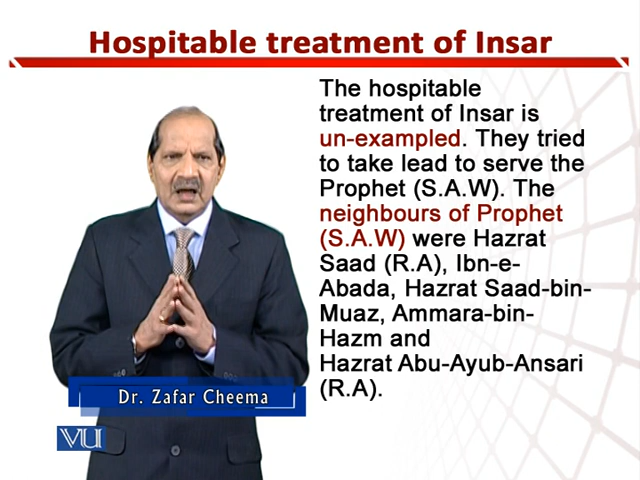 Hospitable treatment of Insar
The hospitable
treatment of Insar is
un-exampled. They tried
to take lead to serve the
Prophet (S.A.W). The
neighbours of Prophet
(S.A.W) were Hazrat
Saad (R.A), Ibn-e-
Abada, Hazrat Saad-bin-
Muaz, Ammara-bin-
Hazm and
Hazrat Abu-Ayub-Ansari
(R.A).
Dr. Zafar Cheema
VU